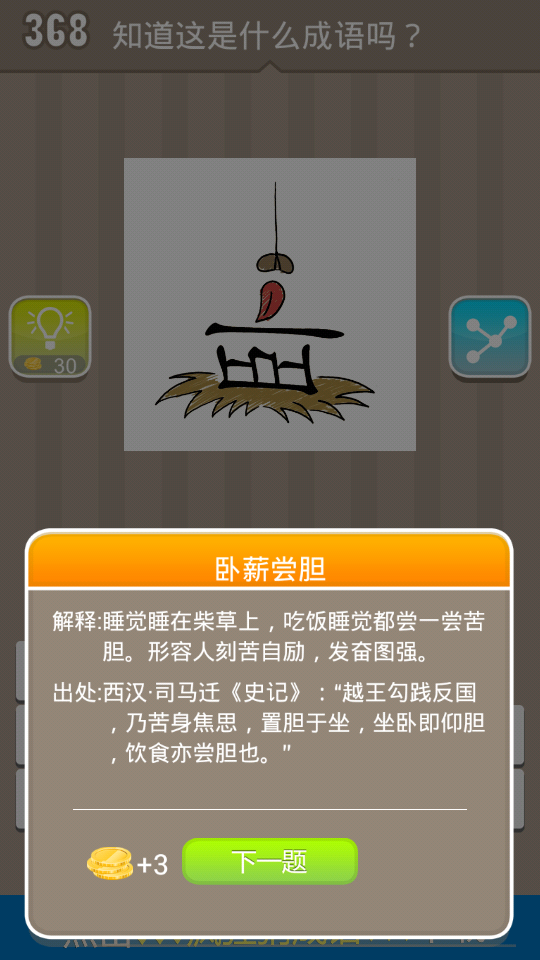 368 知道这是什么成语吗？
30
卧薪尝胆
解释:睡觉睡在柴草上，吃饭睡觉都尝一尝苦
胆。形容人刻苦自励，发奋图强。
出处:西汉·司马迁《史记》："越王勾践反国
，乃苦身焦思，置胆于坐，坐卧即仰胆
，饮食亦尝胆也。"
+3 下一题